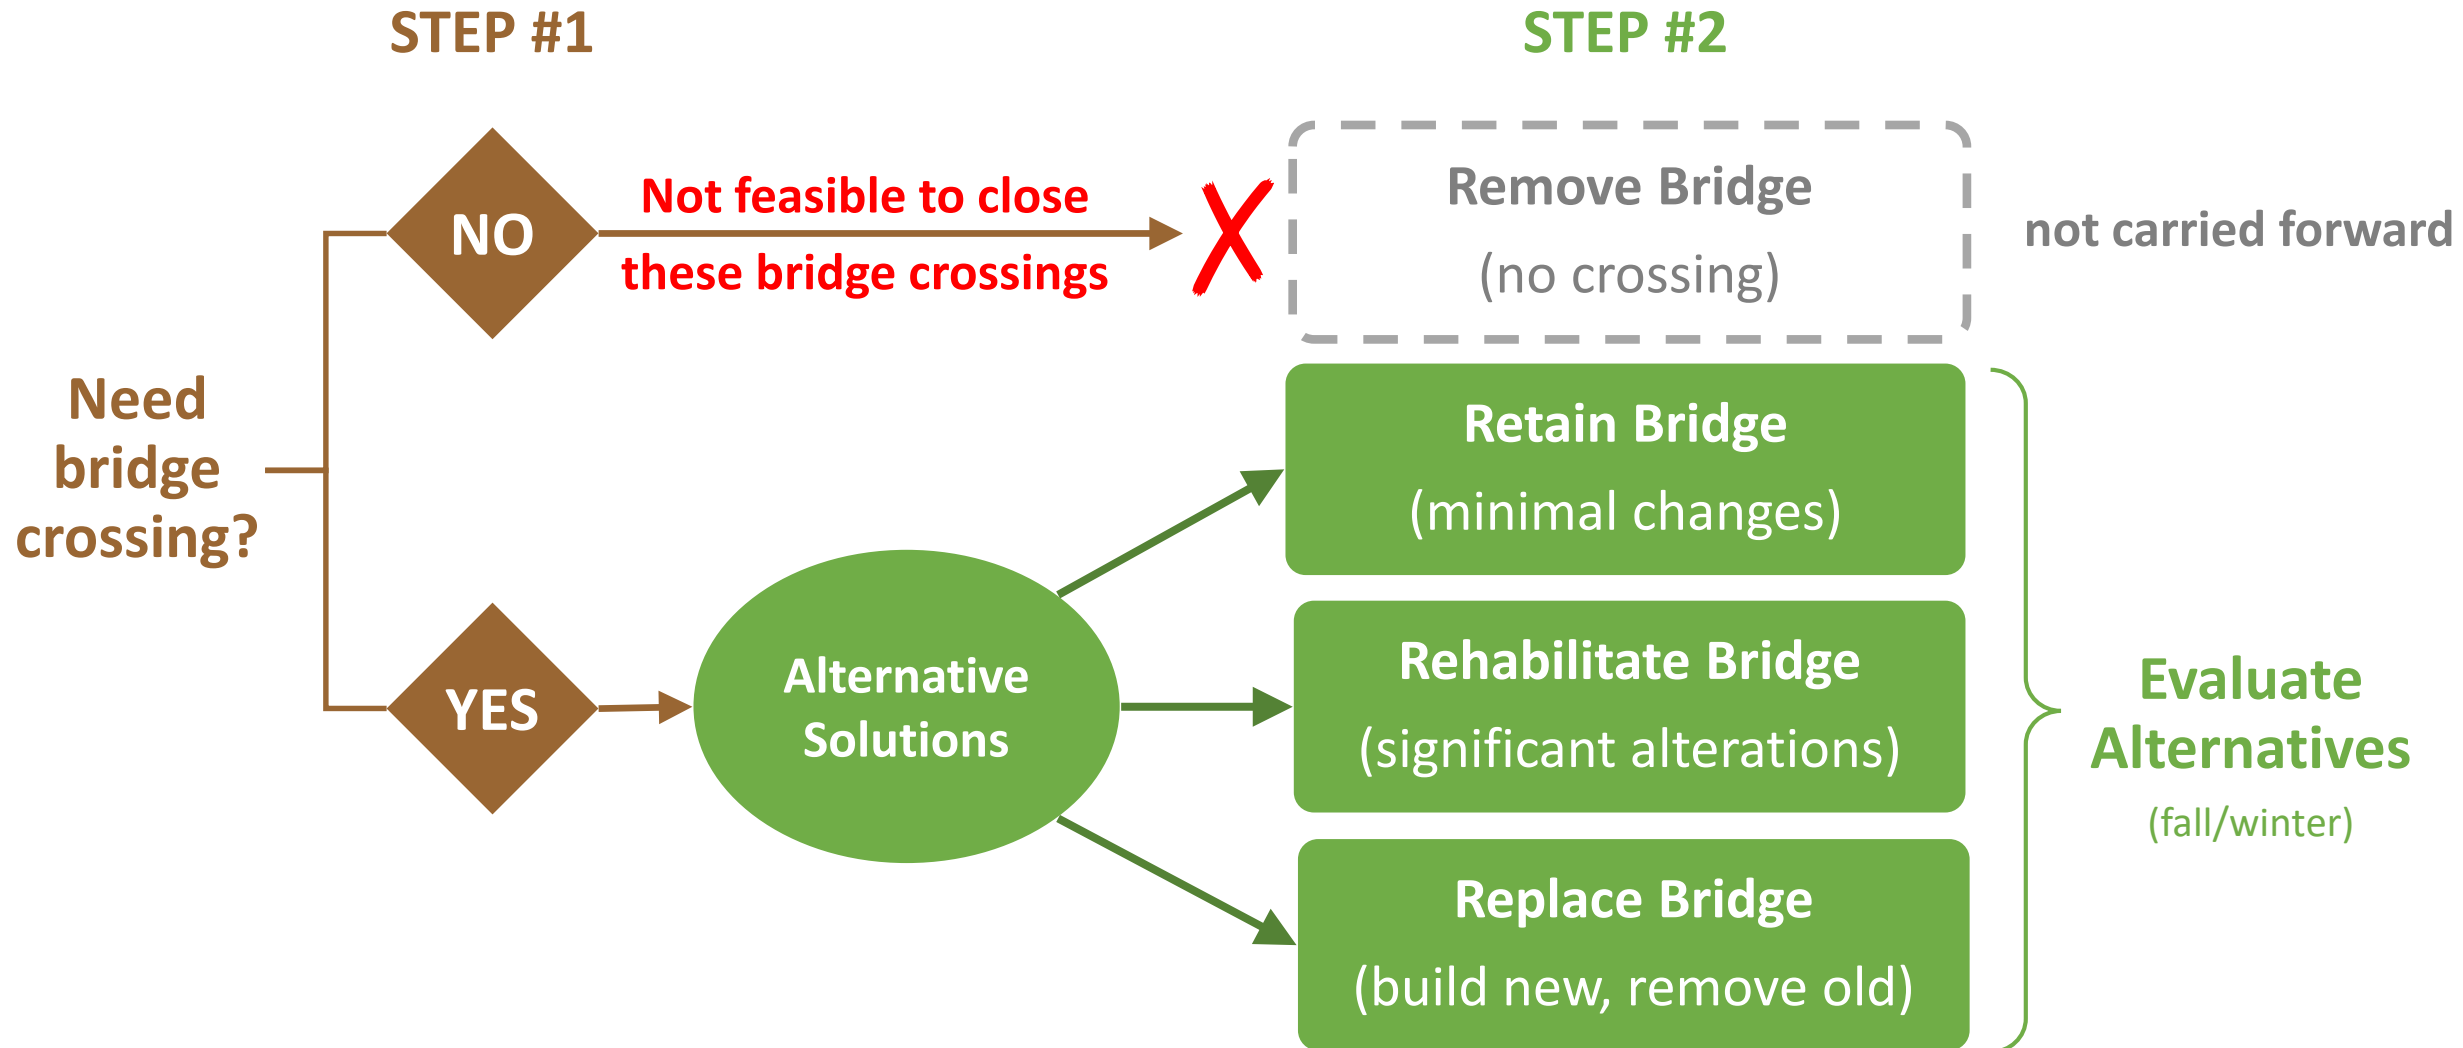 STEP #1
STEP #2
NO
Not feasible to close
these bridge crossings
Remove Bridge
(no crossing)
not carried forward
Need
bridge
crossing?
YES
Alternative
Solutions
Retain Bridge
(minimal changes)
Rehabilitate Bridge
(significant alterations)
Replace Bridge
(build new, remove old)
Evaluate
Alternatives
(fall/winter)